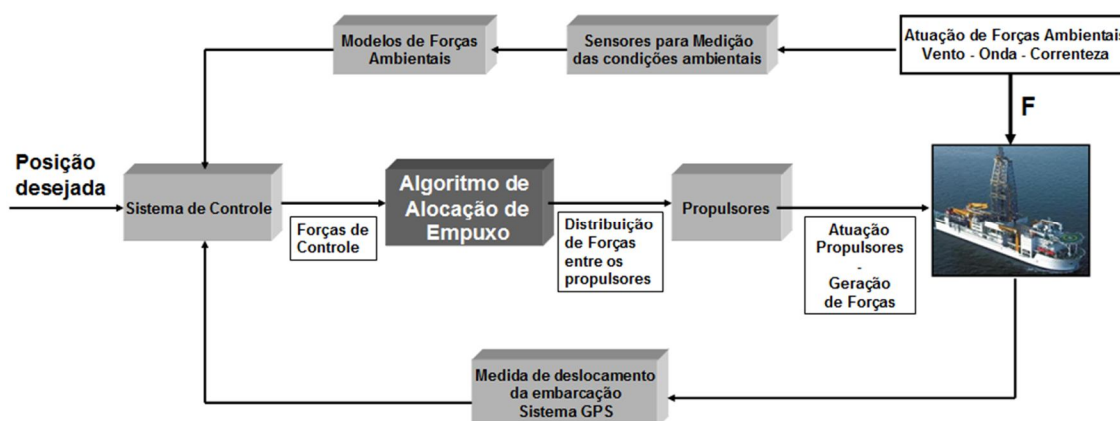 Modelos de Forças
Ambientais
Sensores para Medição
das condições ambientais
Atuação de Forças Ambientais
Vento - Onda - Correnteza
F
Posição
desejada
Sistema de Controle
Forças de
Controle
Algoritmo de
Alocação de
Empuxo
Distribuição
de Forças
entre os
propulsores
Propulsores
Atuação
Propulsores
-
Geração
de Forças
Medida de deslocamento
da embarcação
Sistema GPS